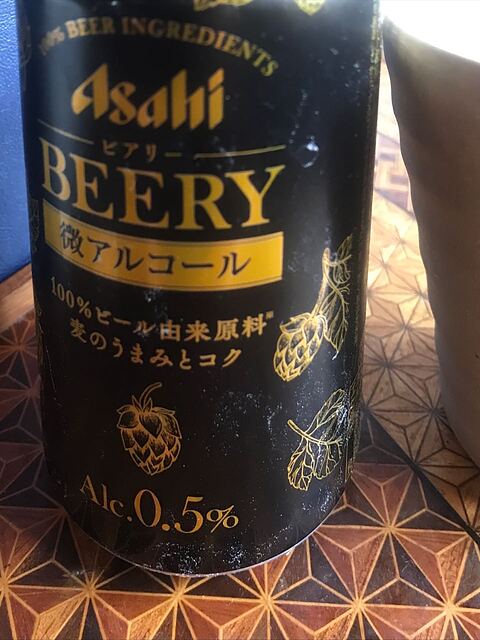 100% BEER INGREDIENTS
Asahi
ビアリー
BEERY
微アルコール
100%ビール由来原料※
麦のうまみとコク
Alc.0.5%